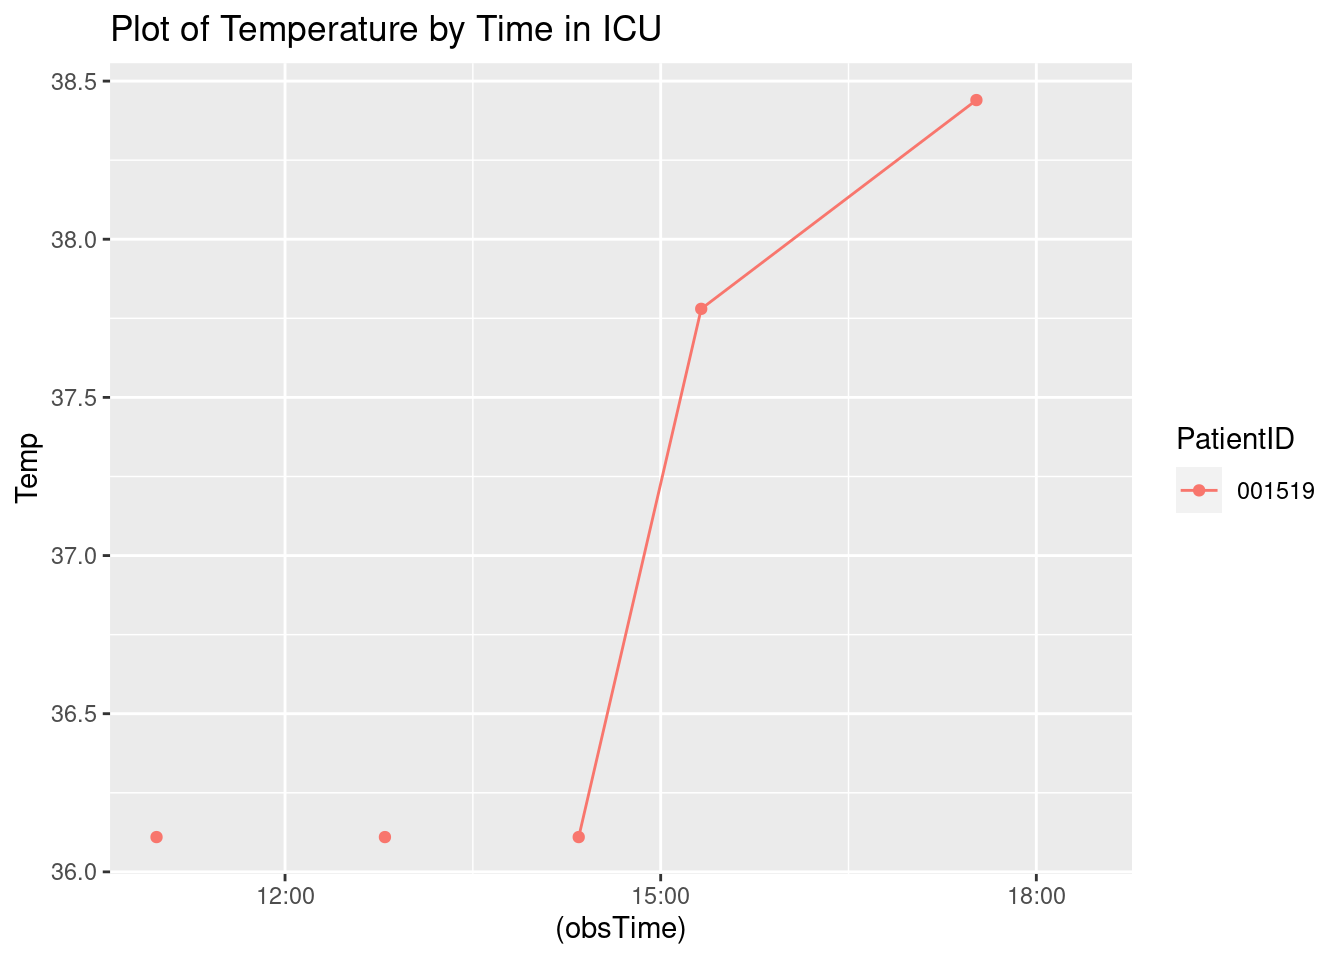 Plot of Temperature by Time in ICU
38.5
38.0
37.5
37.0
36.5
36.0
Temp
12:00 15:00 18:00
(obsTime)
PatientID
001519